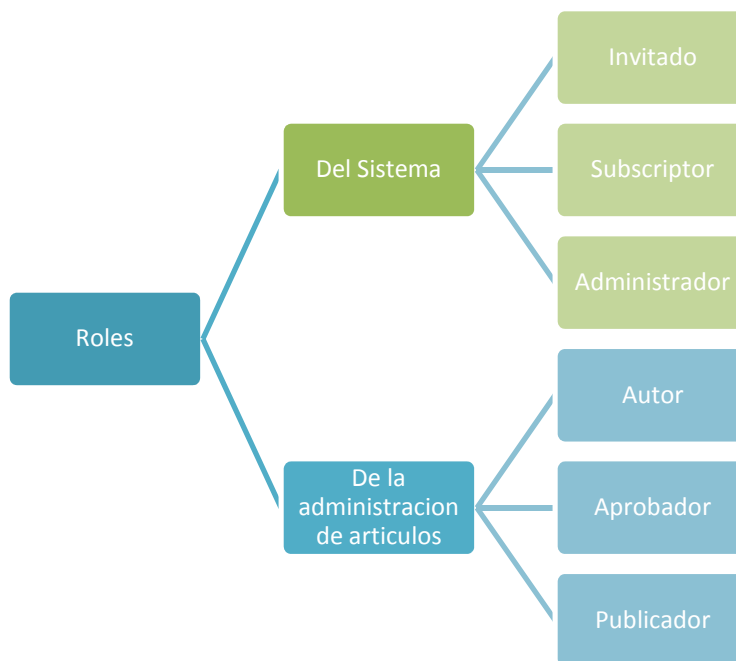 Roles
Del Sistema
Invitado
Subscriptor
Administrador
De la
administracion
de articulos
Autor
Aprobador
Publicador